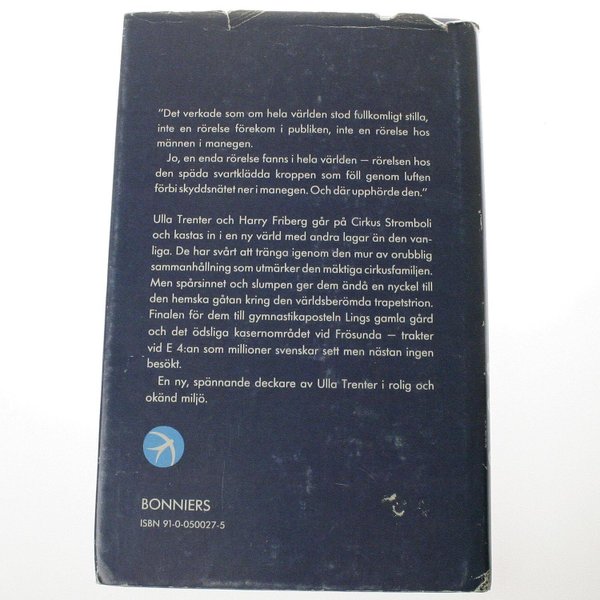 ”Det verkade som om hela världen stod fullkomligt stilla,
inte en rörelse förekom i publiken, inte en rörelse hos
männen i manegen.
Jo, en enda rörelse fanns i hela världen – rörelsen hos
den späda svartklädda kroppen som föll genom luften
förbi skyddsnätet ner i manegen. Och där upphörde den.”
Ulla Trenter och Harry Friberg går på Cirkus Stromboli
och kastas in i en ny värld med andra lagar än den van-
liga. De har svårt att tränga igenom den mur av orubblig
sammanhållning som utmärker den mäktiga cirkusfamiljen.
Men spårsinnet och slumpen ger dem ändå en nyckel till
den hemska gåtan kring den världsberömda trapetstrion.
Finalen för dem till gymnastikaposteln Lings gamla gård
och det ödsliga kasernområdet vid Frösunda – trakter
vid E 4:an som millioner svenskar sett men nästan ingen
besökt.
En ny, spännande deckare av Ulla Trenter i rolig och
okänd miljö.
BONNIERS
ISBN 91-0-050027-5